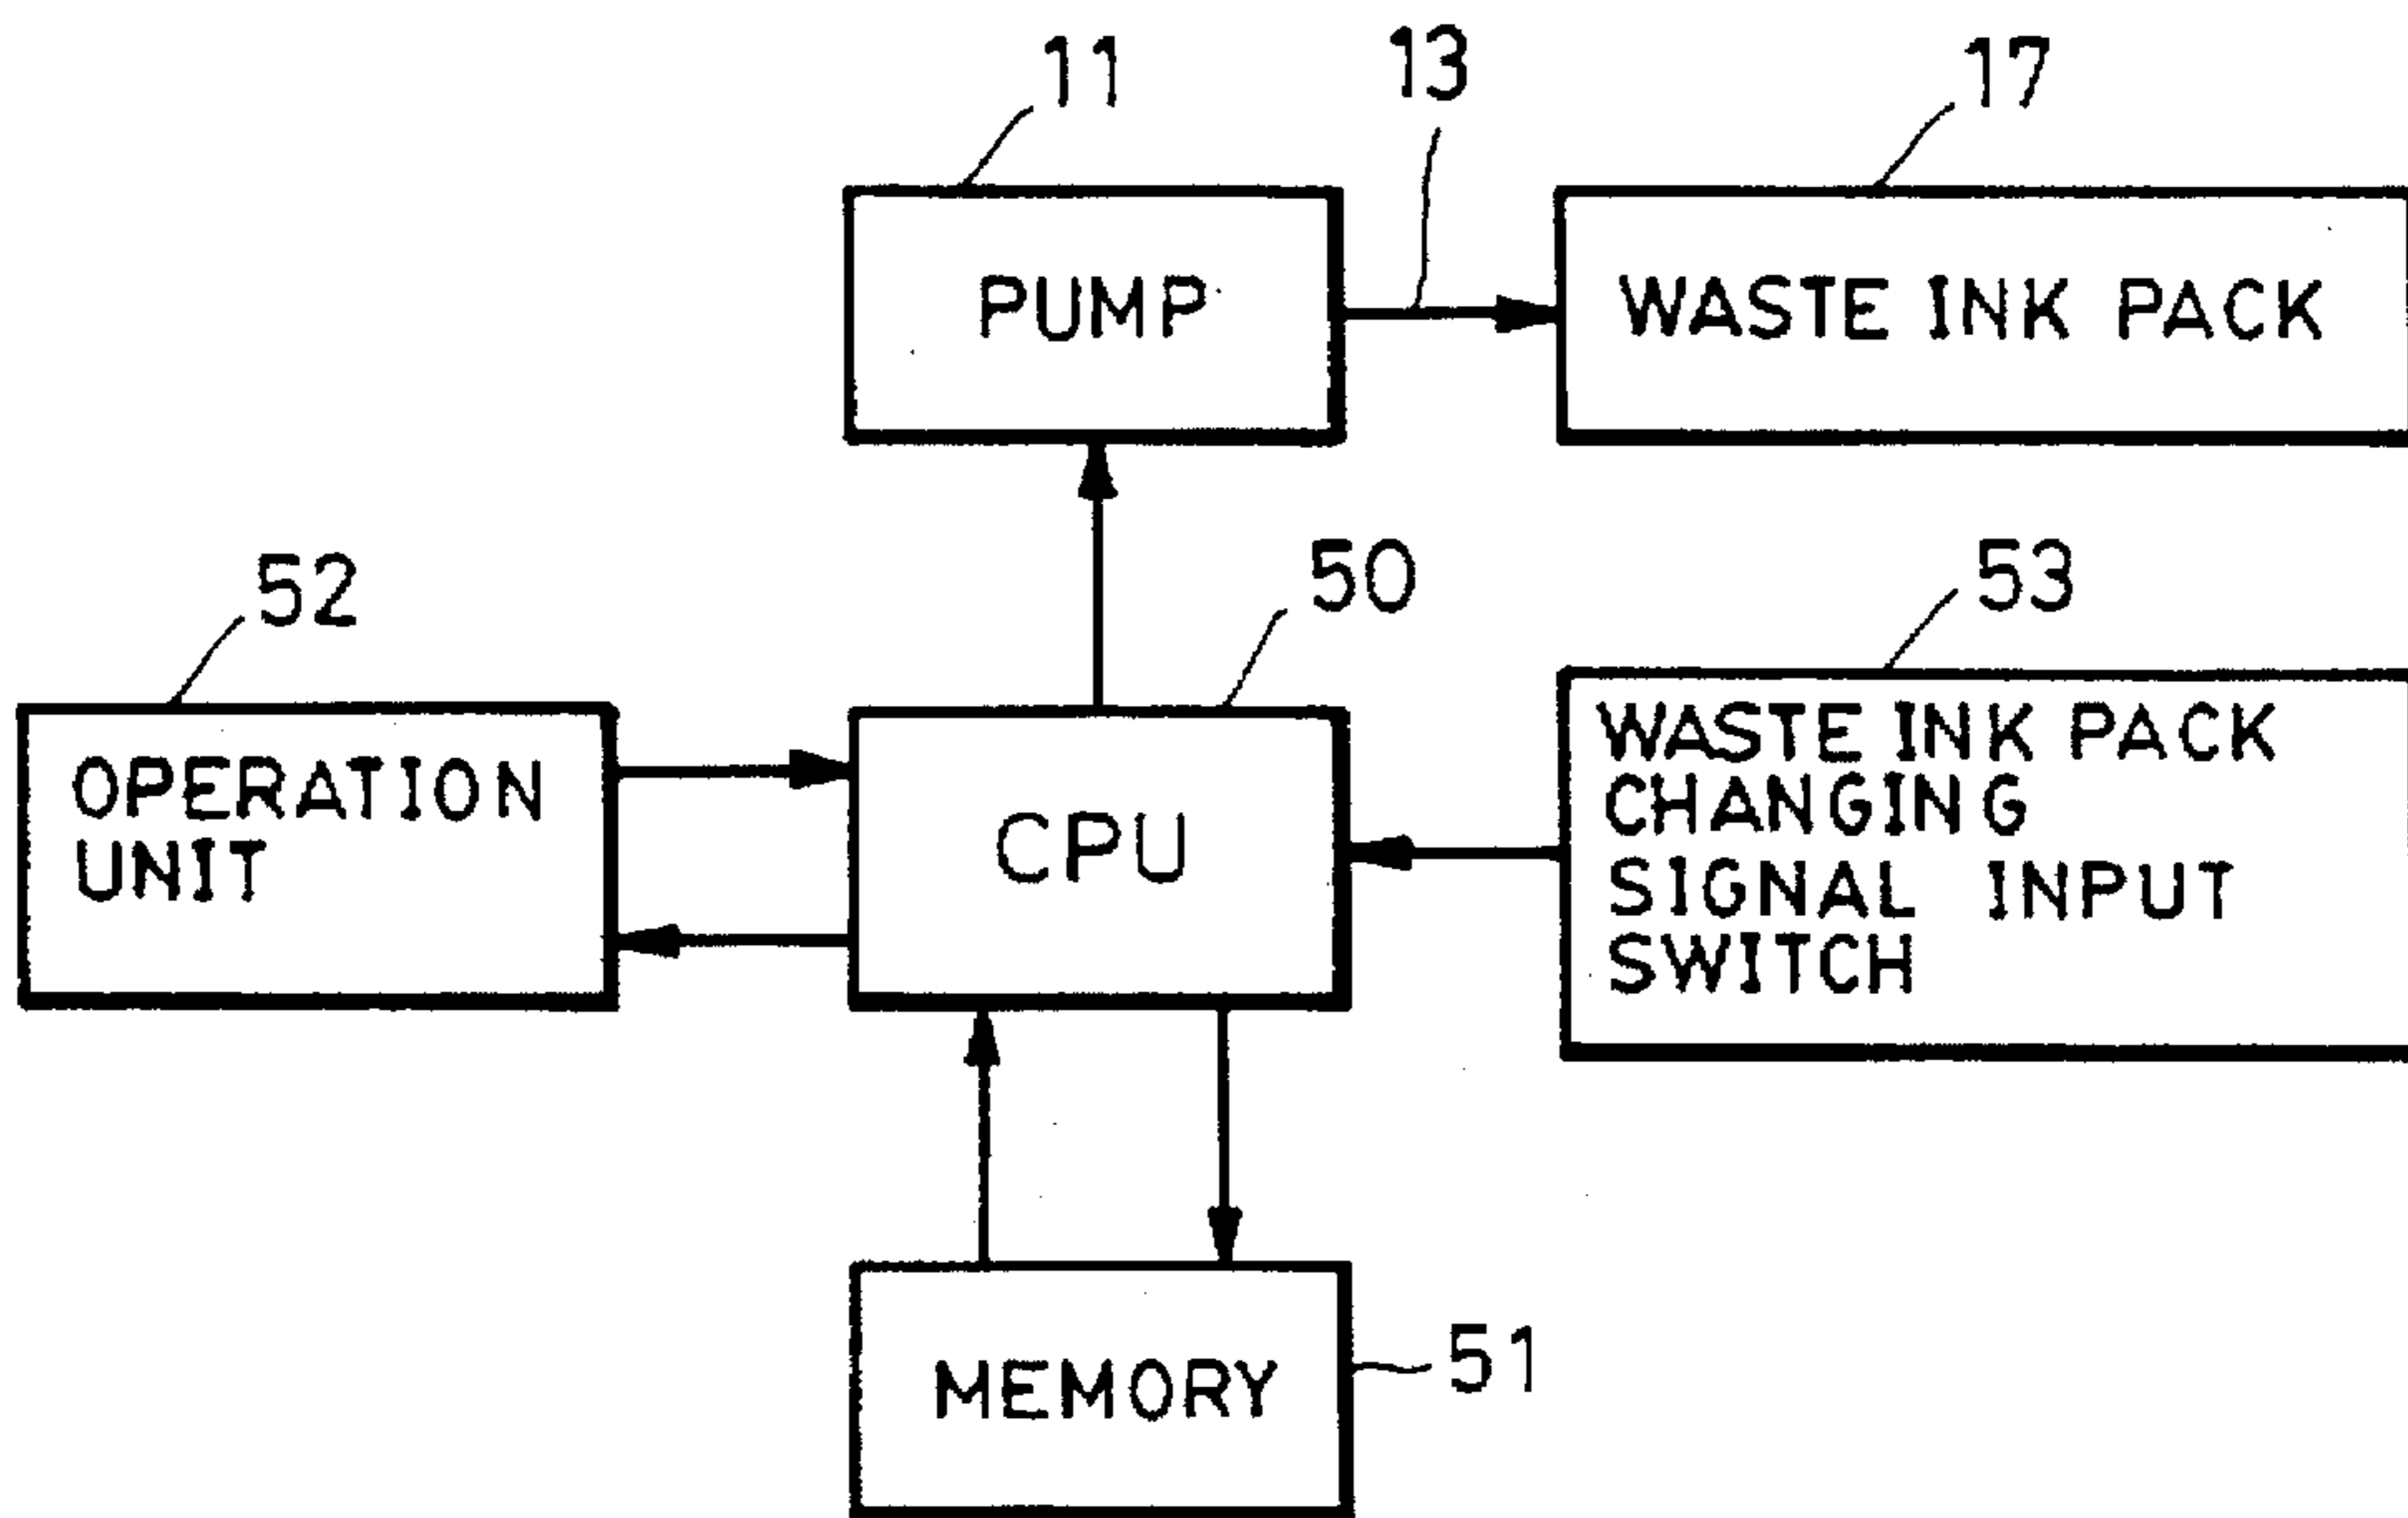 11
13
17
PUMP
WASTE INK PACK
52
50
53
OPERATION
UNIT
CPU
WASTE INK PACK
CHANGING
SIGNAL INPUT
SWITCH
MEMORY
51